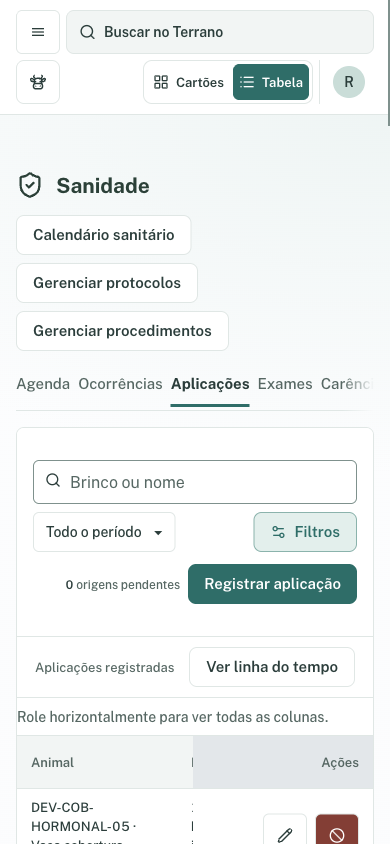 Buscar no Terrano
Cartões
Tabela
R
Sanidade
Calendário sanitário
Gerenciar protocolos
Gerenciar procedimentos
Agenda Ocorrências Aplicações Exames Carênc
Brinco ou nome
Todo o período
Filtros
0 origens pendentes
Registrar aplicação
Aplicações registradas
Ver linha do tempo
Role horizontalmente para ver todas as colunas.
Animal
Ações
DEV-COB-
HORMONAL-05 ·